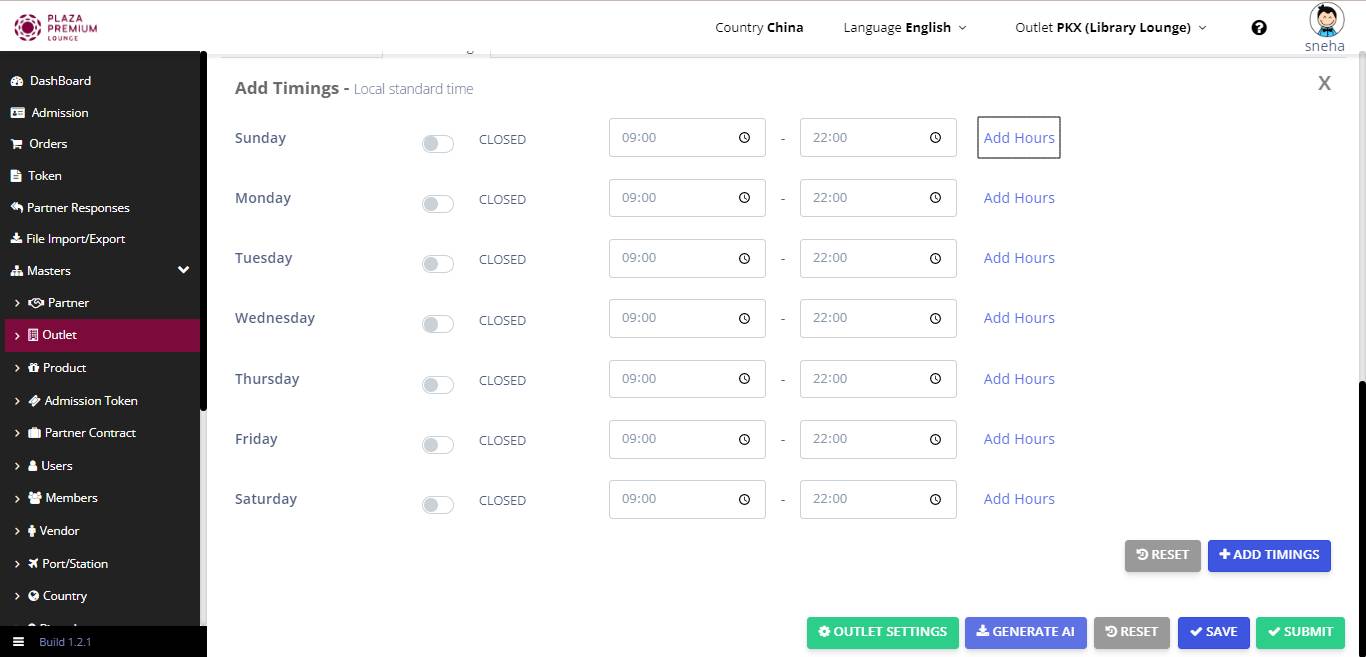 PLAZA
PREMIUM
LOUNGE
Country China
Language English
Outlet PKX (Library Lounge)
?
sneha
DashBoard
Admission
Orders
Token
Partner Responses
File Import/Export
Masters
Partner
Outlet
Product
Admission Token
Partner Contract
Users
Members
Vendor
Port/Station
Country
Build 1.2.1
Add Timings - Local standard time
X
Sunday CLOSED 09:00 - 22:00 Add Hours
Monday CLOSED 09:00 - 22:00 Add Hours
Tuesday CLOSED 09:00 - 22:00 Add Hours
Wednesday CLOSED 09:00 - 22:00 Add Hours
Thursday CLOSED 09:00 - 22:00 Add Hours
Friday CLOSED 09:00 - 22:00 Add Hours
Saturday CLOSED 09:00 - 22:00 Add Hours
RESET + ADD TIMINGS
OUTLET SETTINGS GENERATE AI RESET SAVE SUBMIT